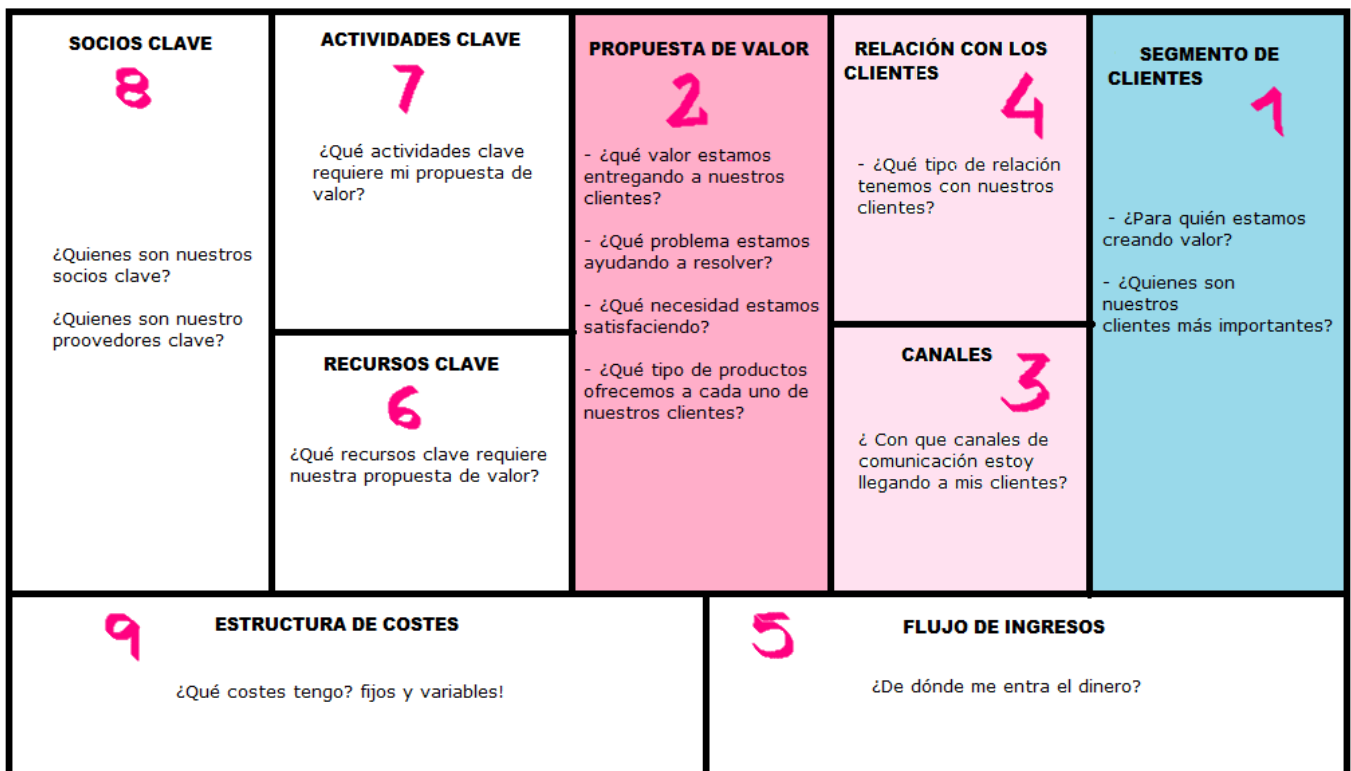 SOCIOS CLAVE
8
¿Quienes son nuestros
socios clave?
¿Quienes son nuestro
proovedores clave?
ACTIVIDADES CLAVE
7
¿Qué actividades clave
requiere mi propuesta de
valor?
RECURSOS CLAVE
6
¿Qué recursos clave requiere
nuestra propuesta de valor?
PROPUESTA DE VALOR
2
- ¿qué valor estamos
entregando a nuestros
clientes?
- ¿Qué problema estamos
ayudando a resolver?
- ¿Qué necesidad estamos
satisfaciendo?
- ¿Qué tipo de productos
ofrecemos a cada uno de
nuestros clientes?
RELACIÓN CON LOS
CLIENTES
4
- ¿Qué tipo de relación
tenemos con nuestros
clientes?
CANALES
3
¿ Con que canales de
comunicación estoy
llegando a mis clientes?
SEGMENTO DE
CLIENTES
1
- ¿Para quién estamos
creando valor?
- ¿Quienes son
nuestros
clientes más importantes?
9
ESTRUCTURA DE COSTES
¿Qué costes tengo? fijos y variables!
5
FLUJO DE INGRESOS
¿De dónde me entra el dinero?